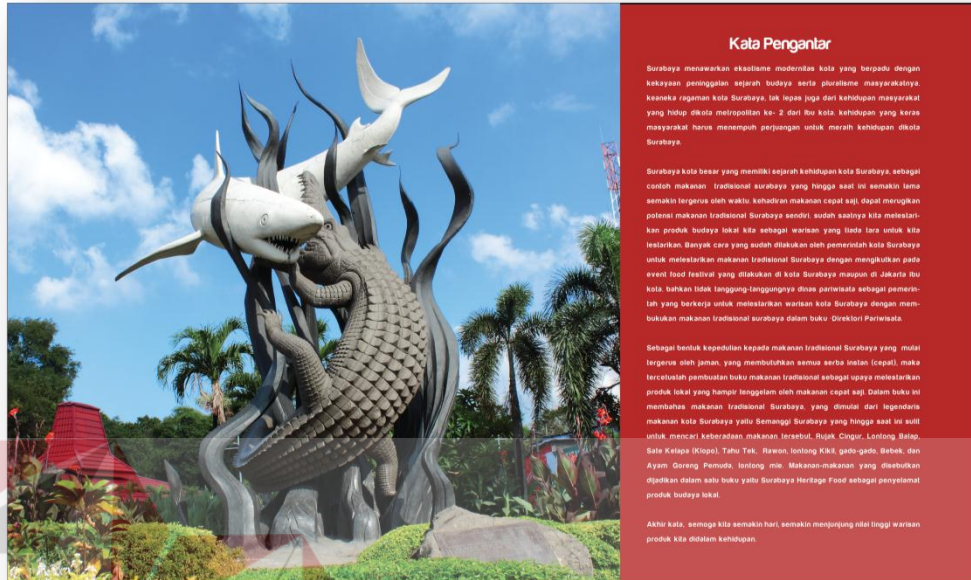 Kata Pengantar
Surabaya menawarkan eksotisme modernitas kota yang berpadu dengan
kekayaan peninggalan sejarah budaya serta pluralisme masyarakatnya.
keaneka ragaman kota Surabaya, tak lepas juga dari kehidupan masyarakat
yang hidup dikota metropolitan ke- 2 dari Ibu kota. kehidupan yang keras
masyarakat harus menempuh perjuangan untuk meraih kehidupan dikota
Surabaya.
Surabaya kota besar yang memiliki sejarah kehidupan kota Surabaya, sebagai
contoh makanan tradisional surabaya yang hingga saat ini semakin lama
semakin tergerus oleh waktu. kehadiran makanan cepat saji, dapat merugikan
potensi makanan tradisional Surabaya sendiri. sudah saatnya kita melestari-
kan produk budaya lokal kita sebagai warisan yang tiada tara untuk kita
lestarikan. Banyak cara yang sudah dilakukan oleh pemerintah kota Surabaya
untuk melestarikan makanan tradisional Surabaya dengan mengikutkan pada
event food festival yang dilakukan di kota Surabaya maupun di Jakarta ibu
kota. bahkan tidak tanggung-tanggungnya dinas pariwisata sebagai pemerin-
tah yang berkerja untuk melestarikan warisan kota Surabaya dengan mem-
bukukan makanan tradisional surabaya dalam buku -Direktori Pariwisata.
Sebagai bentuk kepedulian kepada makanan tradisional Surabaya yang mulai
tergerus oleh jaman, yang membutuhkan semua serba instan (cepat), maka
tercetuslah pembuatan buku makanan tradisional sebagai upaya melestarikan
produk lokal yang hampir tenggelam oleh makanan cepat saji. Dalam buku ini
membahas makanan tradisional Surabaya, yang dimulai dari legendaris
makanan kota Surabaya yaitu Semanggi Surabaya yang hingga saat ini sulit
untuk mencari keberadaan makanan tersebut, Rujak Cingur, Lontong Balap,
Sate Kelapa (Klopo), Tahu Tek, Rawon, lontong Kikil, gado-gado, Bebek, dan
Ayam Goreng Pemuda, lontong mie. Makanan-makanan yang disebutkan
dijadikan dalam satu buku yaitu Surabaya Heritage Food sebagai penyelamat
produk budaya lokal.
Akhir kata, semoga kita semakin hari, semakin menjunjung nilai tinggi warisan
produk kita didalam kehidupan.